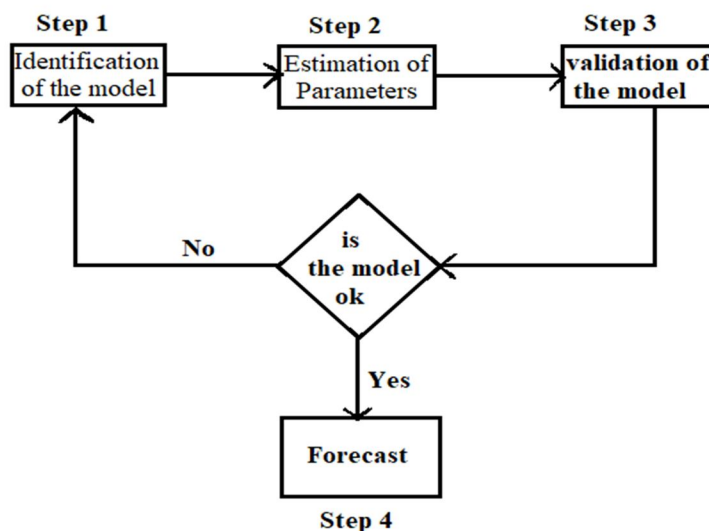 Step 1
Identification
of the model
Step 2
Estimation of
Parameters
Step 3
validation of
the model
is
the model
ok
No
Yes
Forecast
Step 4